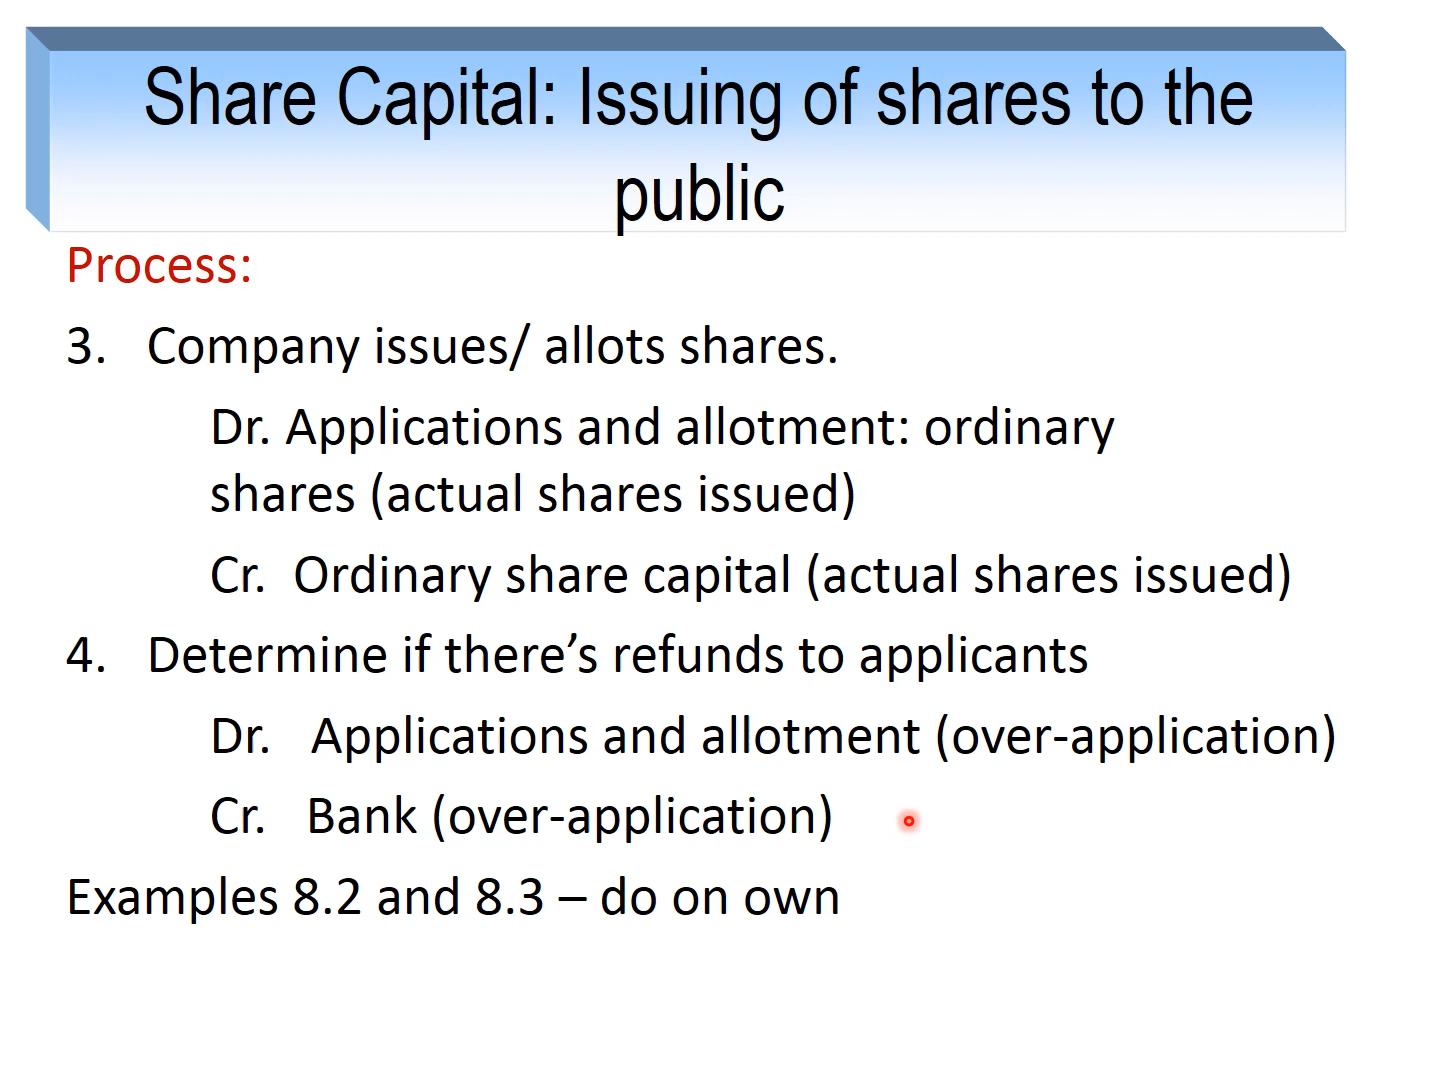 Share Capital: Issuing of shares to the
public
Process:
3. Company issues/ allots shares.
Dr. Applications and allotment: ordinary
shares (actual shares issued)
Cr. Ordinary share capital (actual shares issued)
4. Determine if there’s refunds to applicants
Dr. Applications and allotment (over-application)
Cr. Bank (over-application)
Examples 8.2 and 8.3 – do on own